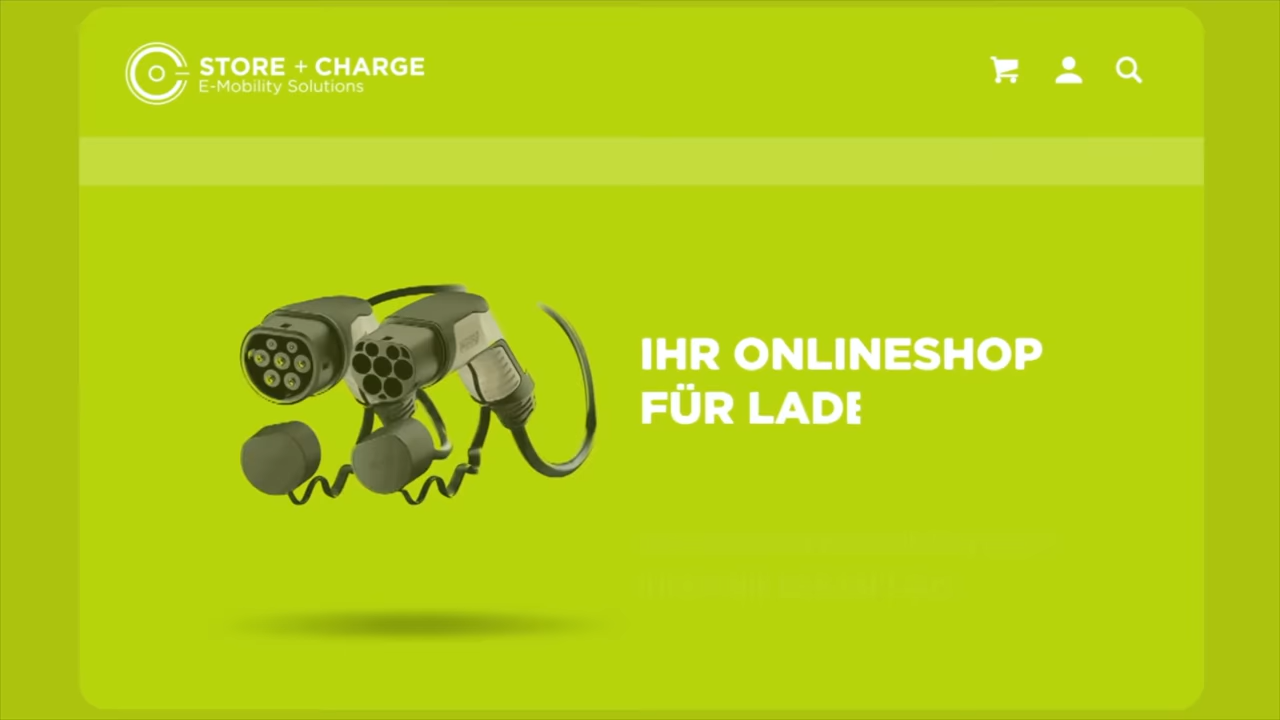 STORE + CHARGE
E-Mobility Solutions
IHR ONLINESHOP
FÜR LADE